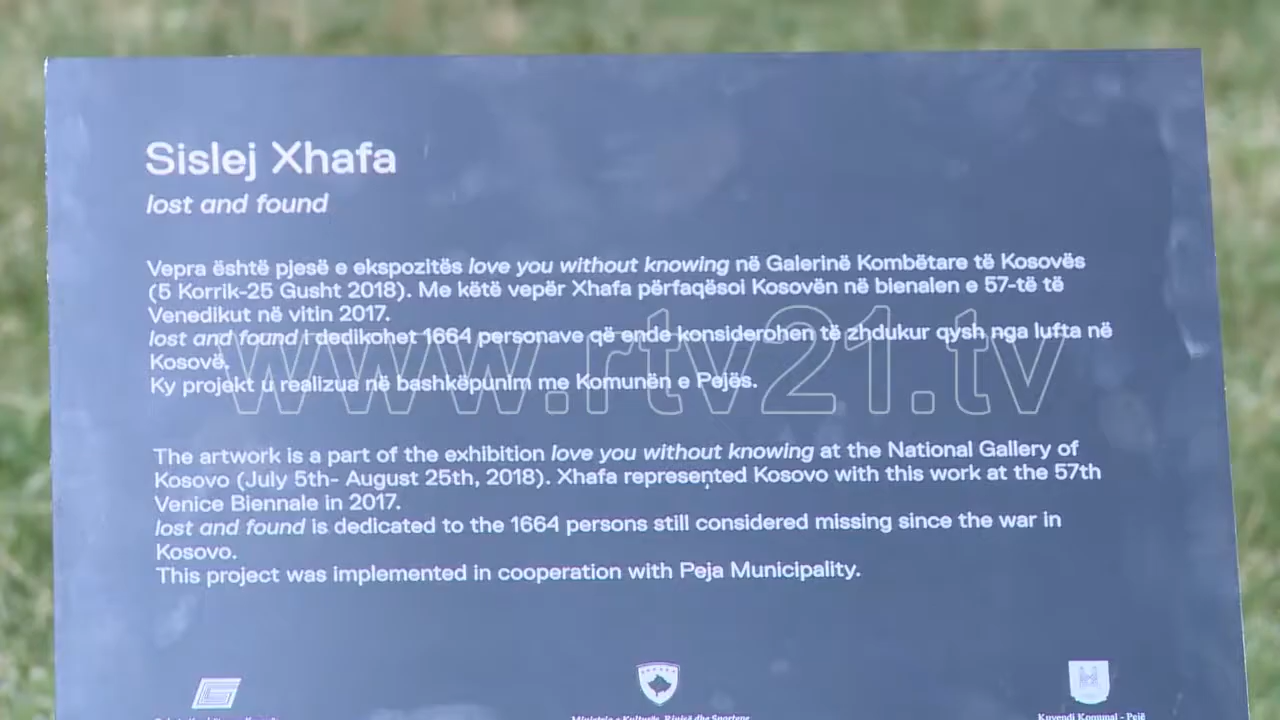 Sislej Xhafa
lost and found
Vepra është pjesë e ekspozitës love you without knowing në Galerinë Kombëtare të Kosovës
(5 Korrik-25 Gusht 2018). Me këtë vepër Xhafa përfaqësoi Kosovën në bienalen e 57-të të
Venedikut në vitin 2017.
lost and found i dedikohet 1664 personave që ende konsiderohen të zhdukur qysh nga lufta në
Kosovë.
Ky projekt u realizua në bashkëpunim me Komunën e Pejës.
www.rtv21.tv
The artwork is a part of the exhibition love you without knowing at the National Gallery of
Kosovo (July 5th- August 25th, 2018). Xhafa represented Kosovo with this work at the 57th
Venice Biennale in 2017.
lost and found is dedicated to the 1664 persons still considered missing since the war in
Kosovo.
This project was implemented in cooperation with Peja Municipality.
Ministria e Kulturës, Rinisë dhe Sporteve
Kuvendi Komunal - Pejë